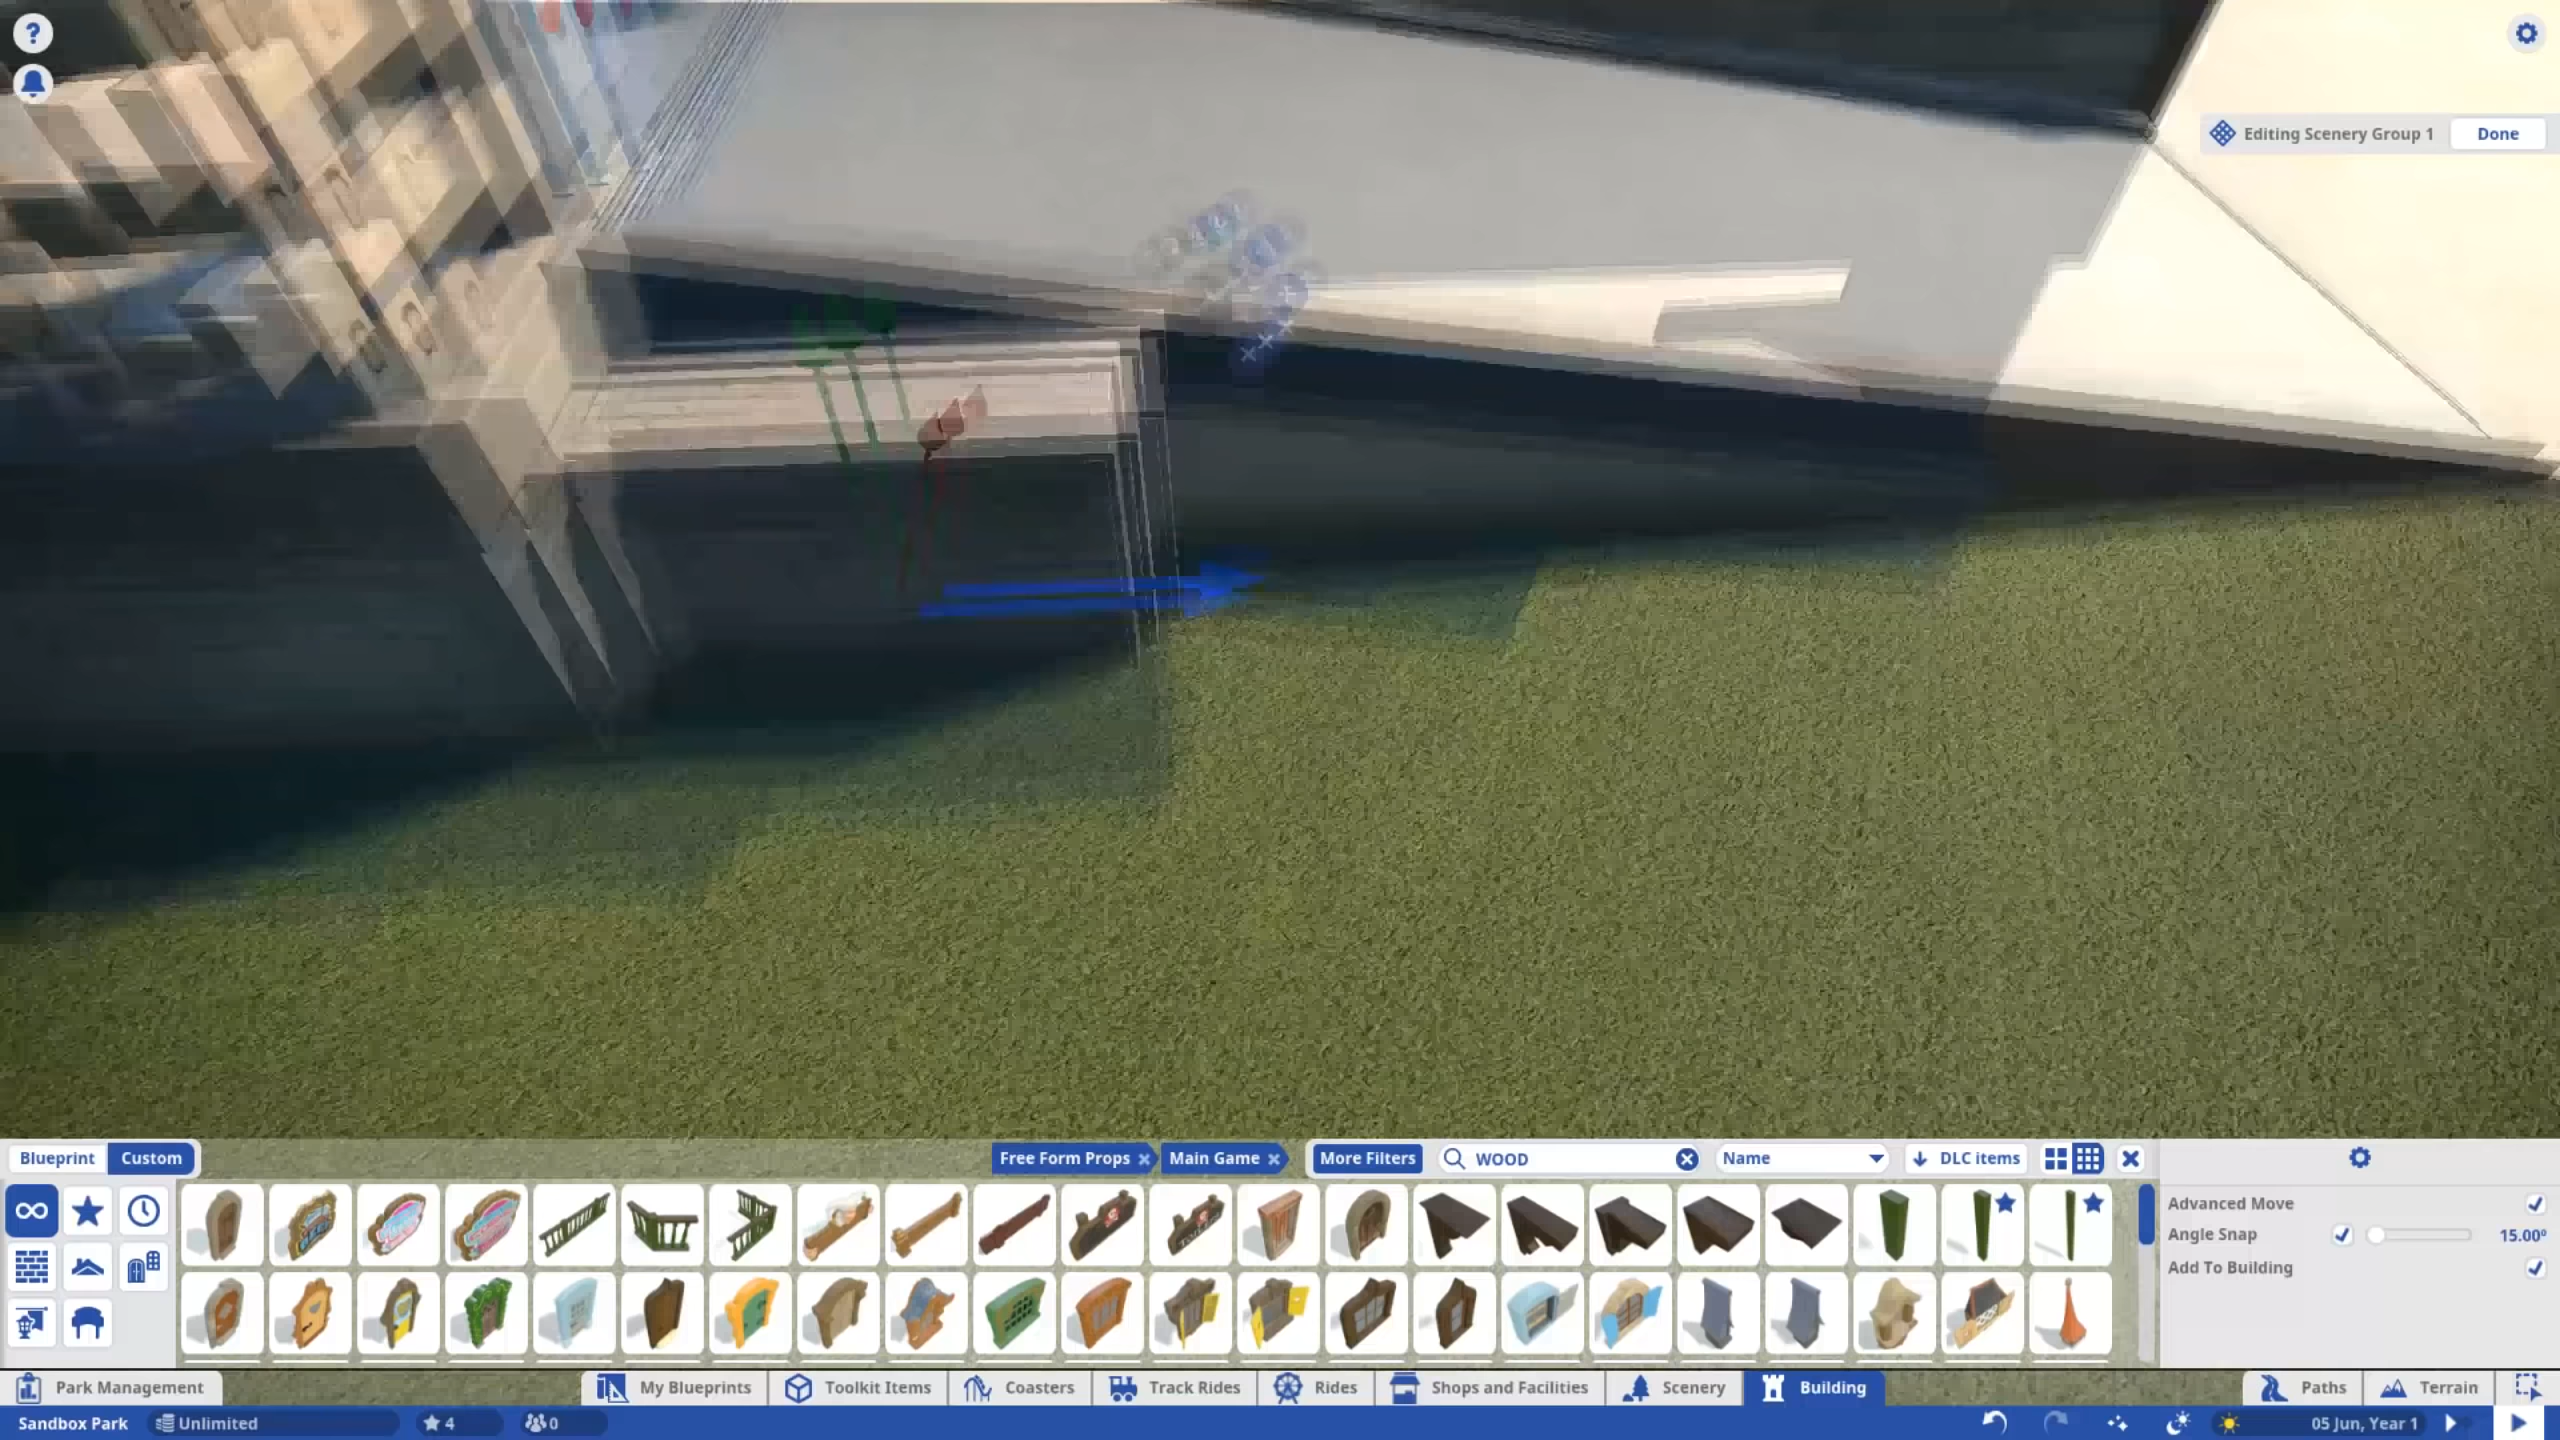 ?
Editing Scenery Group 1 Done
Blueprint Custom
Free Form Props × Main Game × More Filters WOOD Name DLC items
Advanced Move
Angle Snap 15.00°
Add To Building
Park Management My Blueprints Toolkit Items Coasters Track Rides Rides Shops and Facilities Scenery Building Paths Terrain
Sandbox Park Unlimited 4 0 05 Jun, Year 1